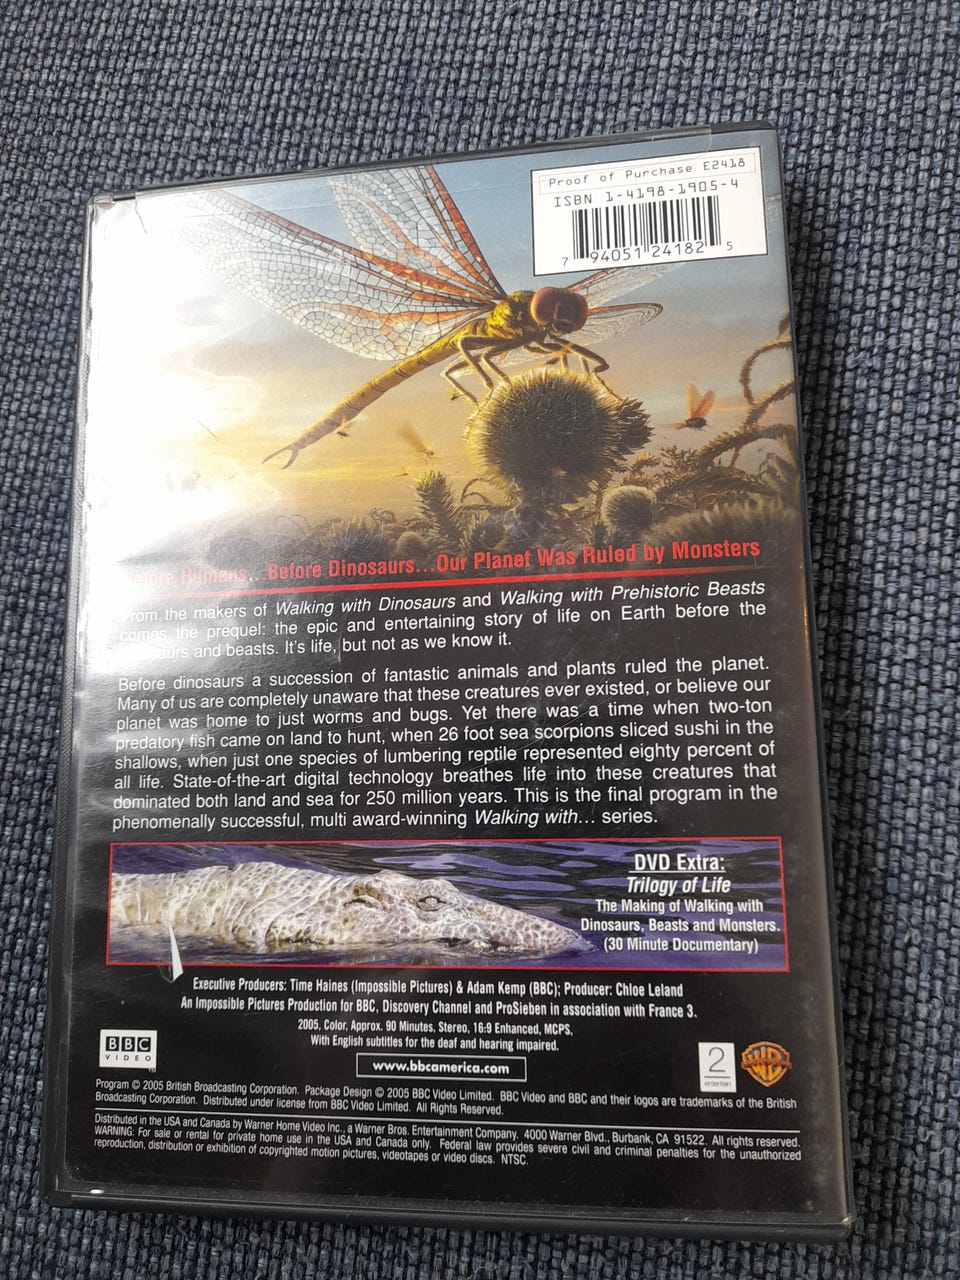 Proof of Purchase E2418
ISBN 1-4198-1905-4
7 94051 24182 5
Humans...Before Dinosaurs...Our Planet Was Ruled by Monsters
From the makers of Walking with Dinosaurs and Walking with Prehistoric Beasts
comes the prequel: the epic and entertaining story of life on Earth before the
and beasts. It's life, but not as we know it.
Before dinosaurs a succession of fantastic animals and plants ruled the planet.
Many of us are completely unaware that these creatures ever existed, or believe our
planet was home to just worms and bugs. Yet there was a time when two-ton
predatory fish came on land to hunt, when 26 foot sea scorpions sliced sushi in the
shallows, when just one species of lumbering reptile represented eighty percent of
all life. State-of-the-art digital technology breathes life into these creatures that
dominated both land and sea for 250 million years. This is the final program in the
phenomenally successful, multi award-winning Walking with... series.
DVD Extra:
Trilogy of Life
The Making of Walking with
Dinosaurs, Beasts and Monsters.
(30 Minute Documentary)
Executive Producers: Time Haines (Impossible Pictures) & Adam Kemp (BBC); Producer: Chloe Leland
An Impossible Pictures Production for BBC, Discovery Channel and ProSieben in association with France 3.
2005, Color, Approx. 90 Minutes, Stereo, 16:9 Enhanced, MCPS,
With English subtitles for the deaf and hearing impaired.
www.bbcamerica.com
BBC
VIDEO
2
entertain
WB
Program © 2005 British Broadcasting Corporation. Package Design © 2005 BBC Video Limited. BBC Video and BBC and their logos are trademarks of the British
Broadcasting Corporation. Distributed under license from BBC Video Limited. All Rights Reserved.
Distributed in the USA and Canada by Warner Home Video Inc., a Warner Bros. Entertainment Company. 4000 Warner Blvd., Burbank, CA 91522. All rights reserved.
WARNING: For sale or rental for private home use in the USA and Canada only. Federal law provides severe civil and criminal penalties for the unauthorized
reproduction, distribution or exhibition of copyrighted motion pictures, videotapes or video discs. NTSC.